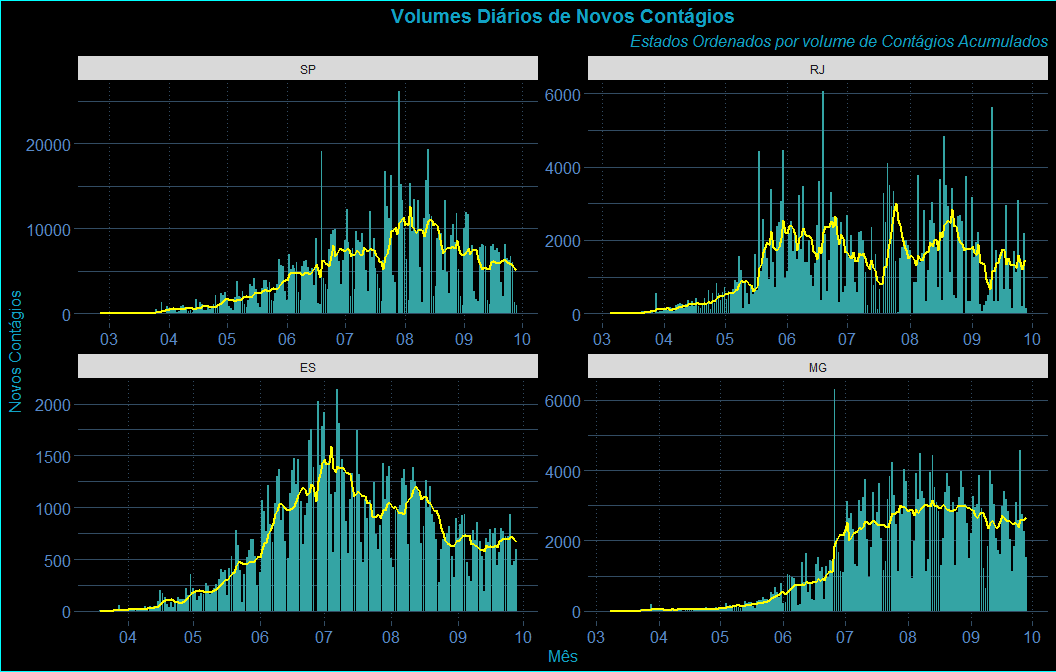 Volumes Diários de Novos Contágios
Estados Ordenados por volume de Contágios Acumulados
SP
RJ
20000
10000
0
03 04 05 06 07 08 09 10
6000
4000
2000
0
03 04 05 06 07 08 09 10
Novos Contágios
ES
MG
2000
1500
1000
500
0
04 05 06 07 08 09 10
6000
4000
2000
0
03 04 05 06 07 08 09 10
Mês